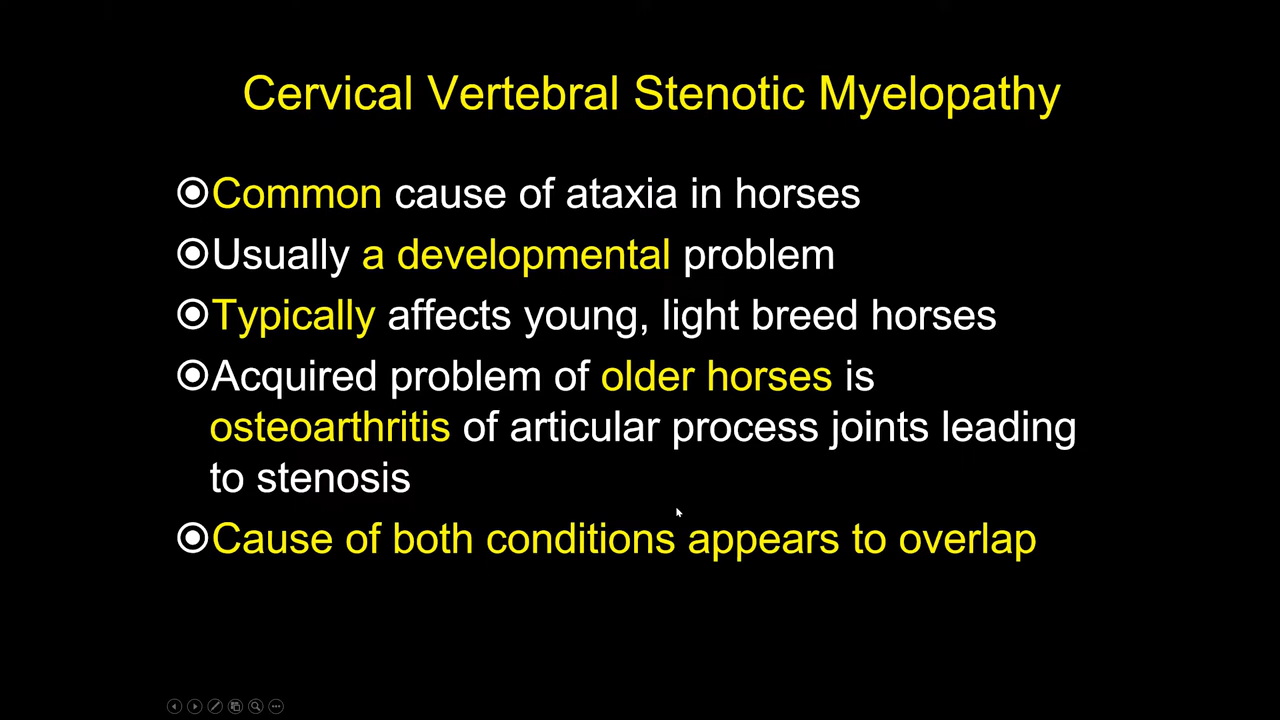 Cervical Vertebral Stenotic Myelopathy
Common cause of ataxia in horses
Usually a developmental problem
Typically affects young, light breed horses
Acquired problem of older horses is
osteoarthritis of articular process joints leading
to stenosis
Cause of both conditions appears to overlap